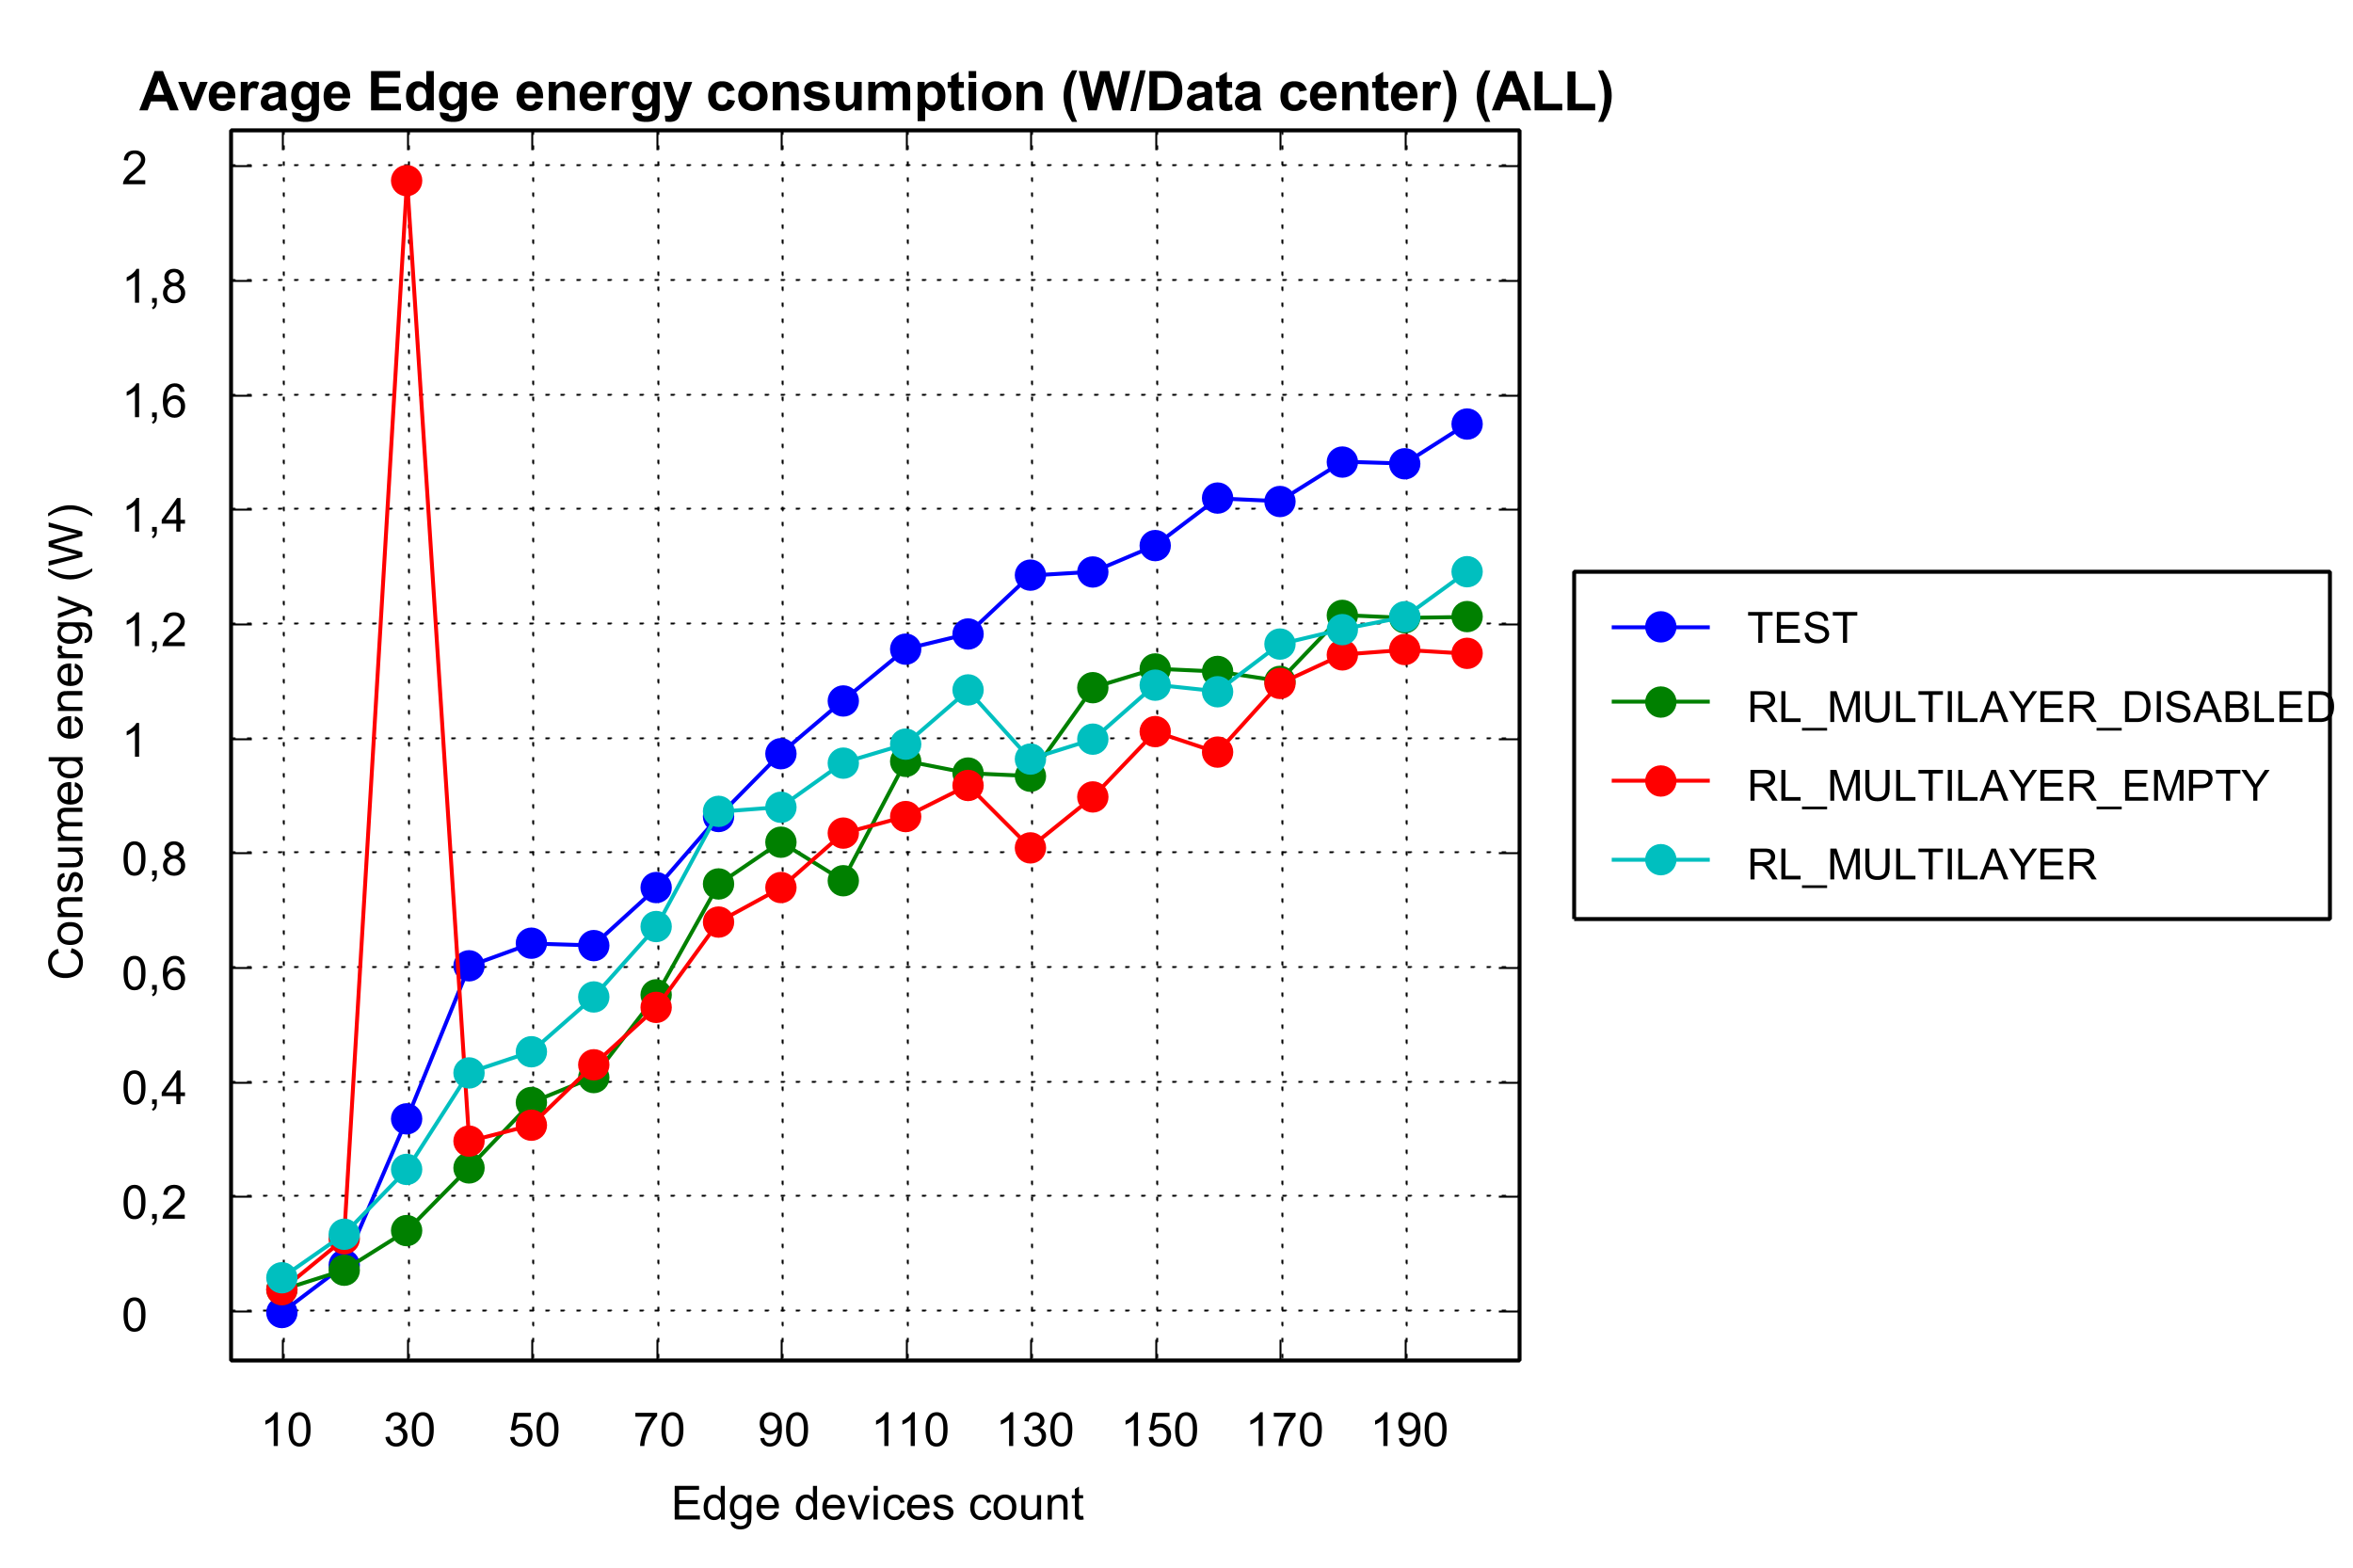 Average Edge energy consumption (W/Data center) (ALL)
2
1,8
1,6
1,4
1,2
1
0,8
0,6
0,4
0,2
0
Consumed energy (W)
10 30 50 70 90 110 130 150 170 190
Edge devices count
TEST
RL_MULTILAYER_DISABLED
RL_MULTILAYER_EMPTY
RL_MULTILAYER